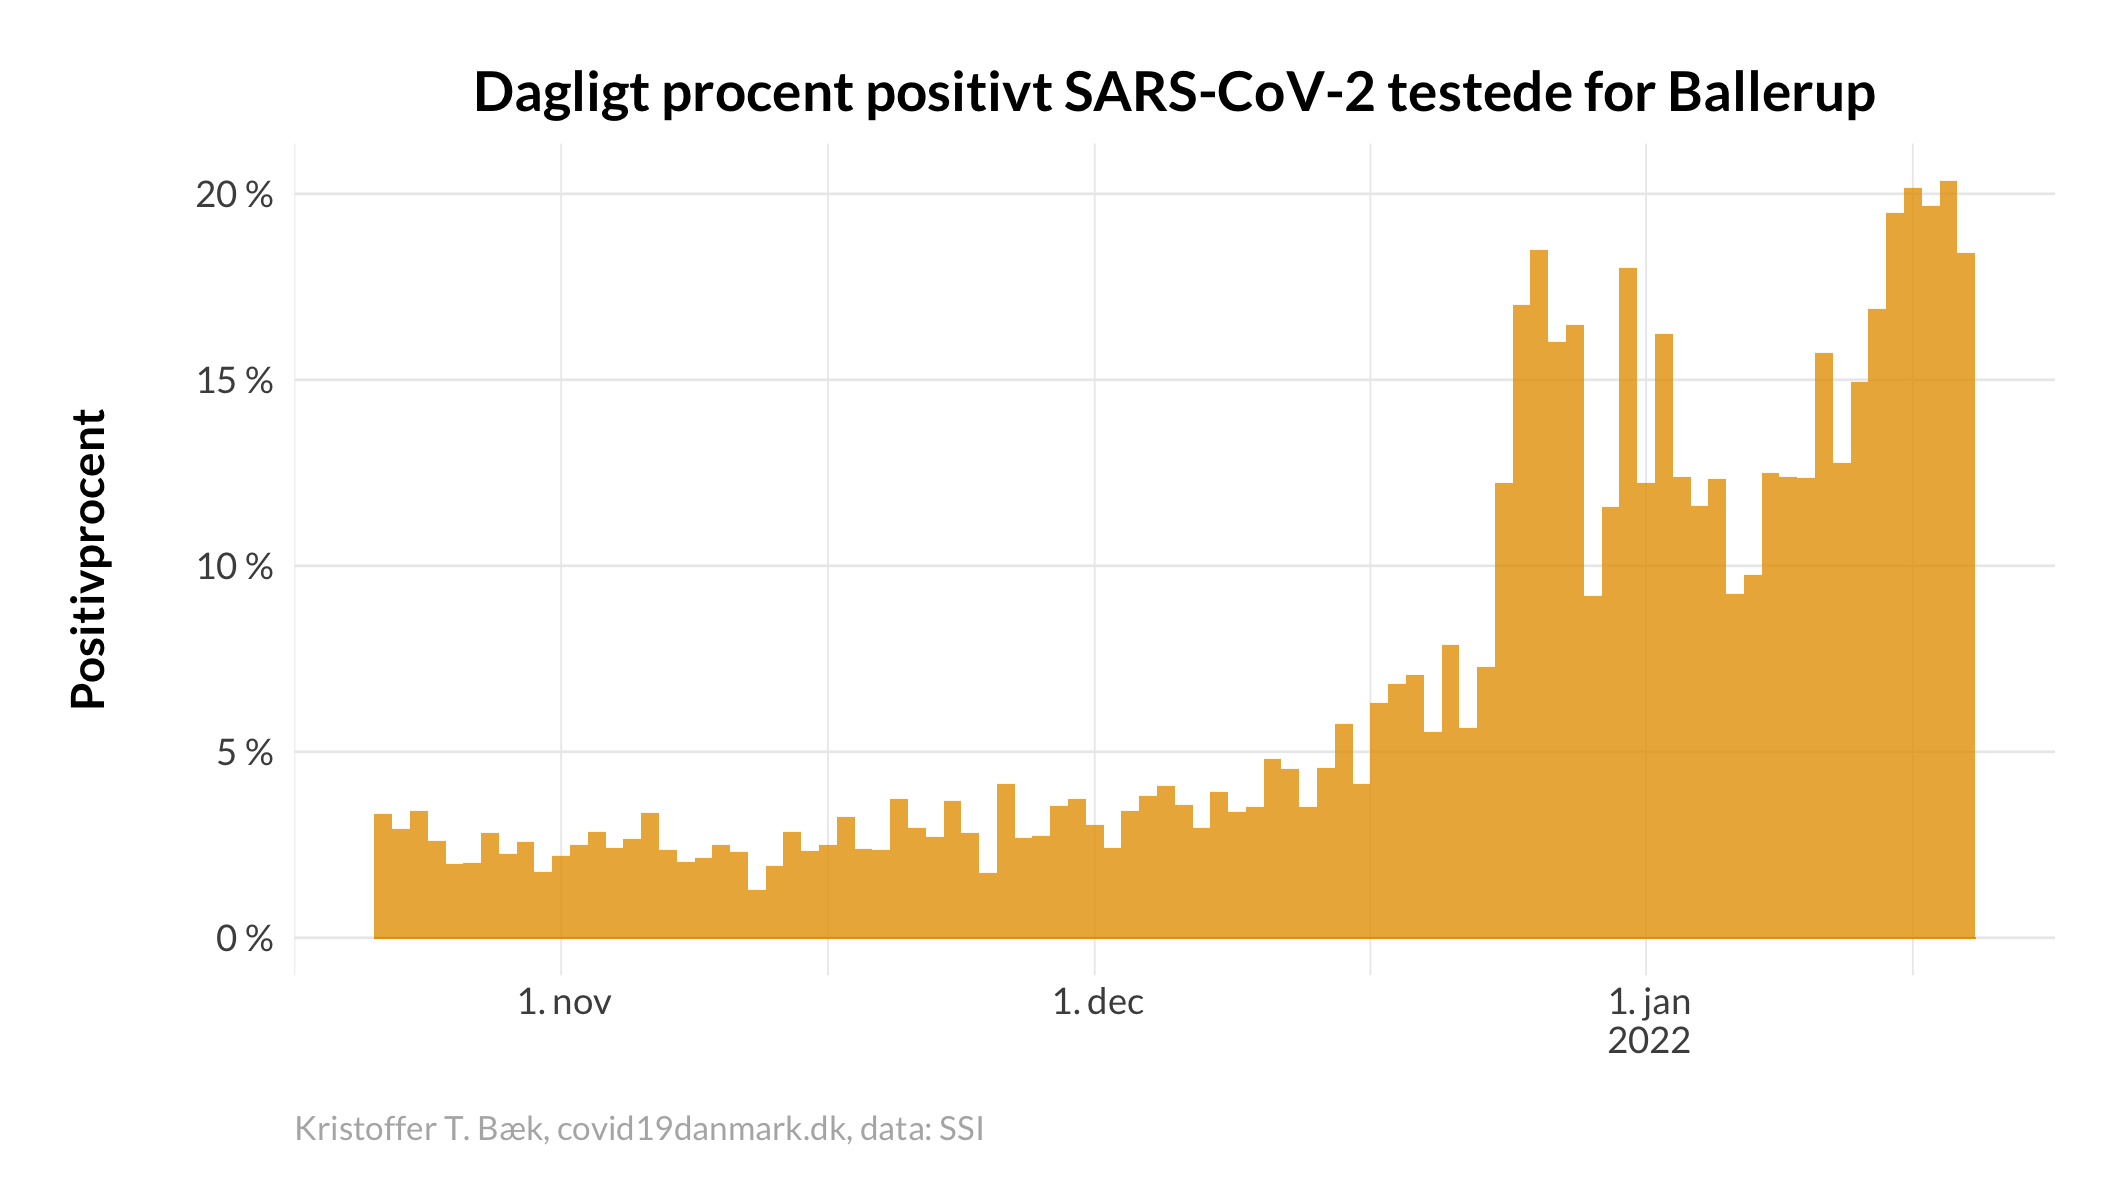 Dagligt procent positivt SARS-CoV-2 testede for Ballerup
Positivprocent
20 %
15 %
10 %
5 %
0 %
1. nov
1. dec
1. jan
2022
Kristoffer T. Bæk, covid19danmark.dk, data: SSI